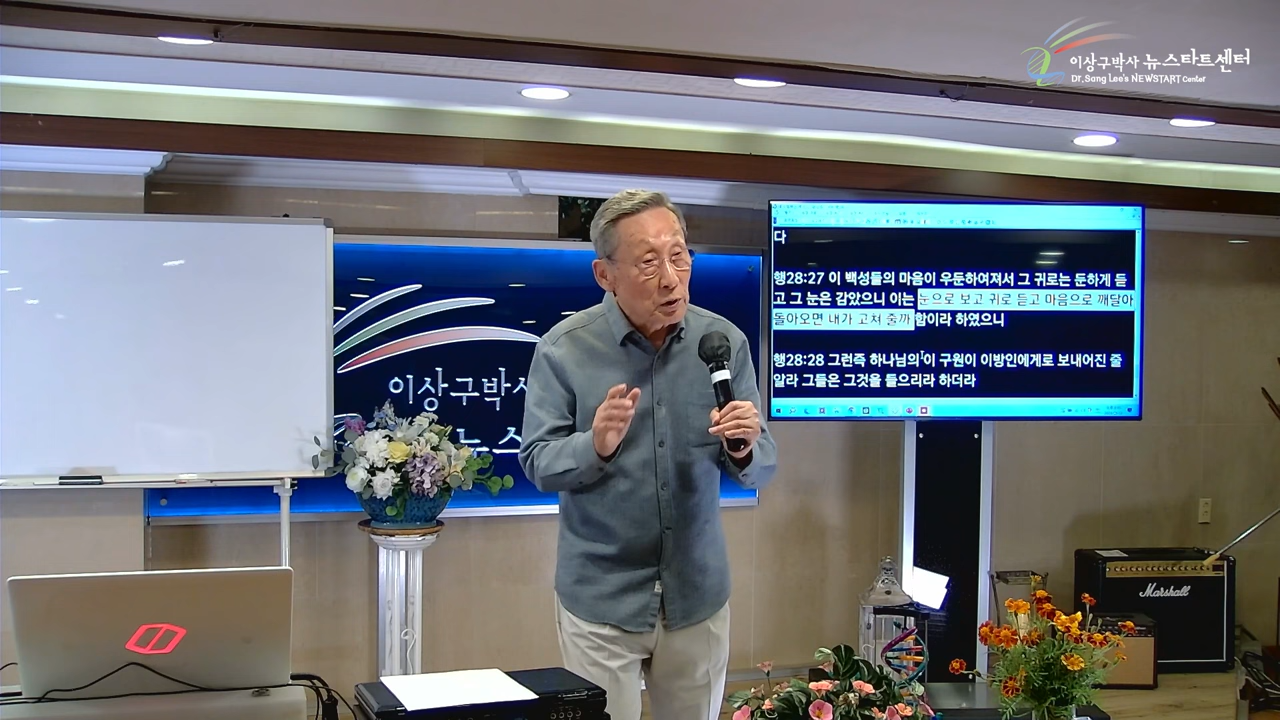 이상구박사 뉴스타트센터
Dr. Sang Lee's NEWSTART Center
다
행28:27 이 백성들의 마음이 우둔하여져서 그 귀로는 둔하게 듣
고 그 눈은 감았으니 이는 눈으로 보고 귀로 듣고 마음으로 깨달아
돌아오면 내가 고쳐 줄까 함이라 하였으니
행28:28 그런즉 하나님의 이 구원이 이방인에게로 보내어진 줄
알라 그들은 그것을 들으리라 하더라
이상구박사
뉴스
Marshall